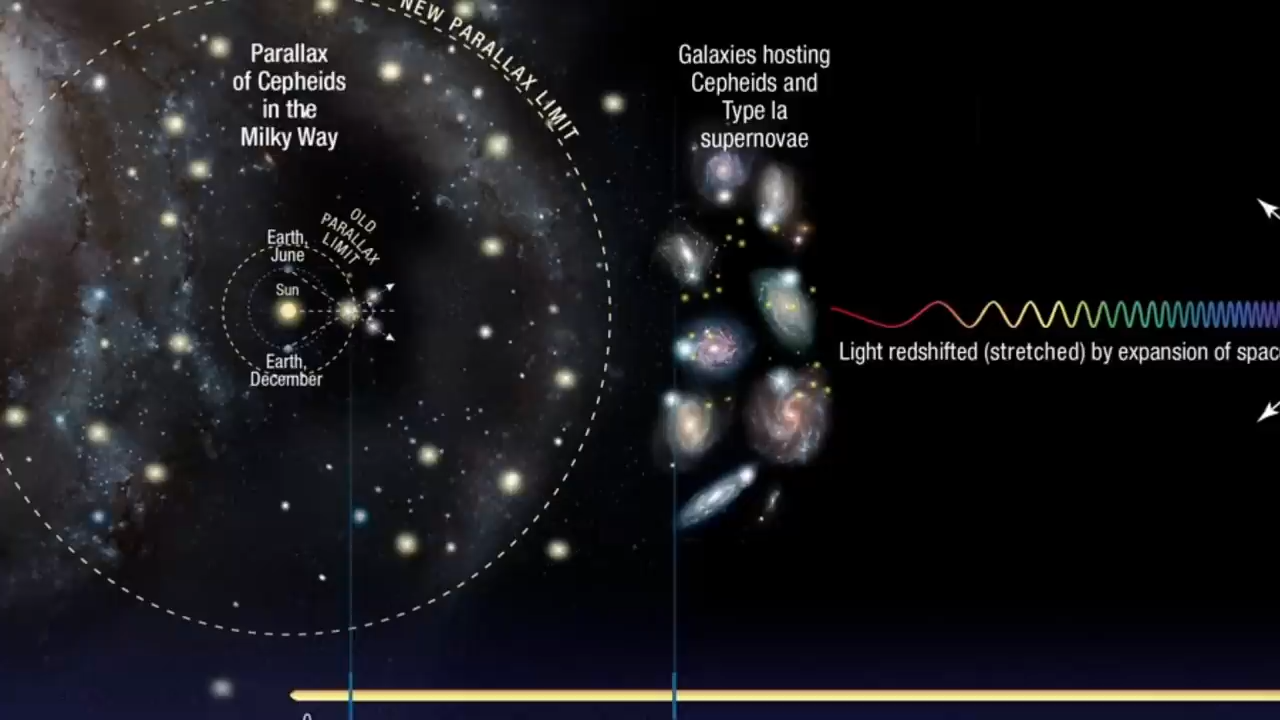 NEW PARALLAX LIMIT
Parallax
of Cepheids
in the
Milky Way
Galaxies hosting
Cepheids and
Type Ia
supernovae
OLD
PARALLAX
LIMIT
Earth,
June
Sun
Earth,
December
Light redshifted (stretched) by expansion of spac
0